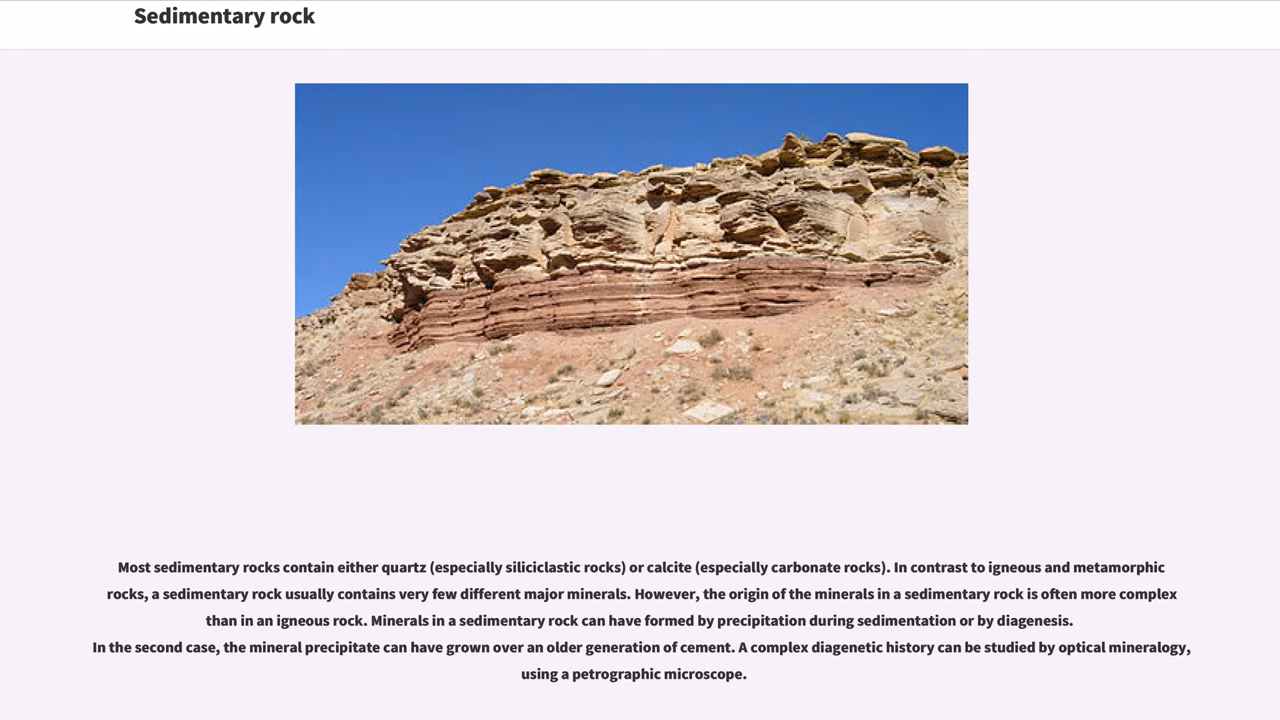 Sedimentary rock
Most sedimentary rocks contain either quartz (especially siliciclastic rocks) or calcite (especially carbonate rocks). In contrast to igneous and metamorphic
rocks, a sedimentary rock usually contains very few different major minerals. However, the origin of the minerals in a sedimentary rock is often more complex
than in an igneous rock. Minerals in a sedimentary rock can have formed by precipitation during sedimentation or by diagenesis.
In the second case, the mineral precipitate can have grown over an older generation of cement. A complex diagenetic history can be studied by optical mineralogy,
using a petrographic microscope.